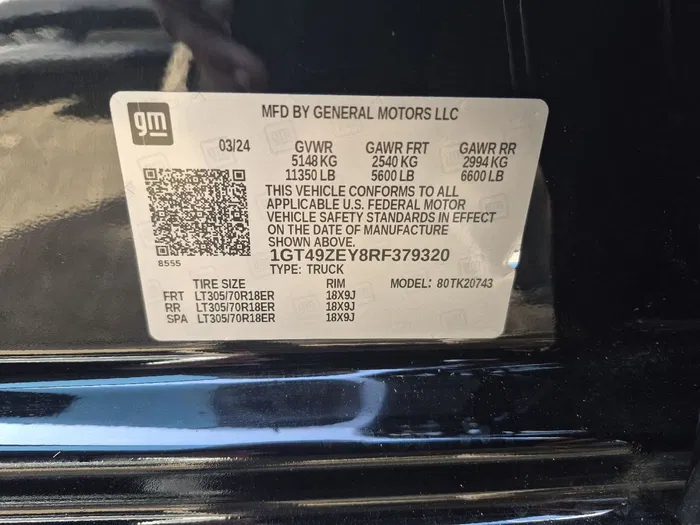 gm
MFD BY GENERAL MOTORS LLC
03/24 GVWR GAWR FRT GAWR RR
5148 KG 2540 KG 2994 KG
11350 LB 5600 LB 6600 LB
THIS VEHICLE CONFORMS TO ALL
APPLICABLE U.S. FEDERAL MOTOR
VEHICLE SAFETY STANDARDS IN EFFECT
ON THE DATE OF MANUFACTURE
SHOWN ABOVE.
8555
1GT49ZEY8RF379320
TYPE: TRUCK
TIRE SIZE RIM MODEL: 80TK20743
FRT LT305/70R18ER 18X9J
RR LT305/70R18ER 18X9J
SPA LT305/70R18ER 18X9J